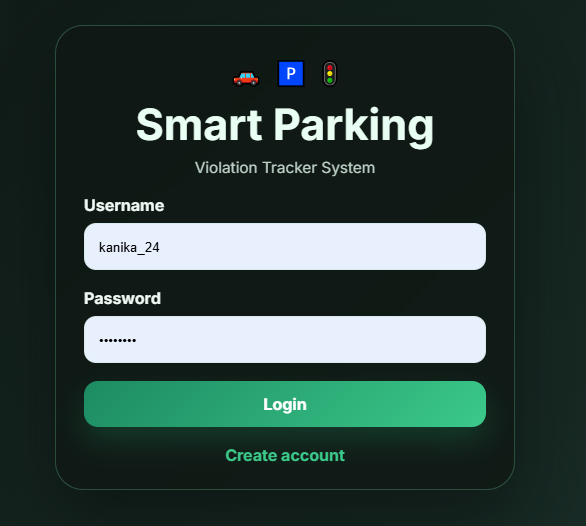 P
Smart Parking
Violation Tracker System
Username
kanika_24
Password
••••••••
Login
Create account